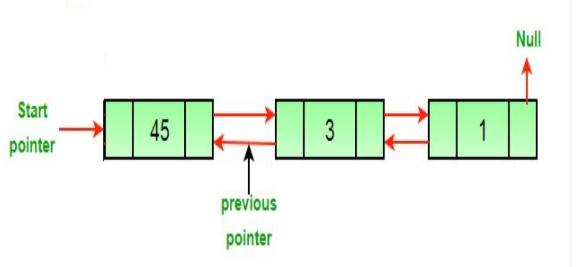 Null
Start
pointer
45
3
1
previous
pointer